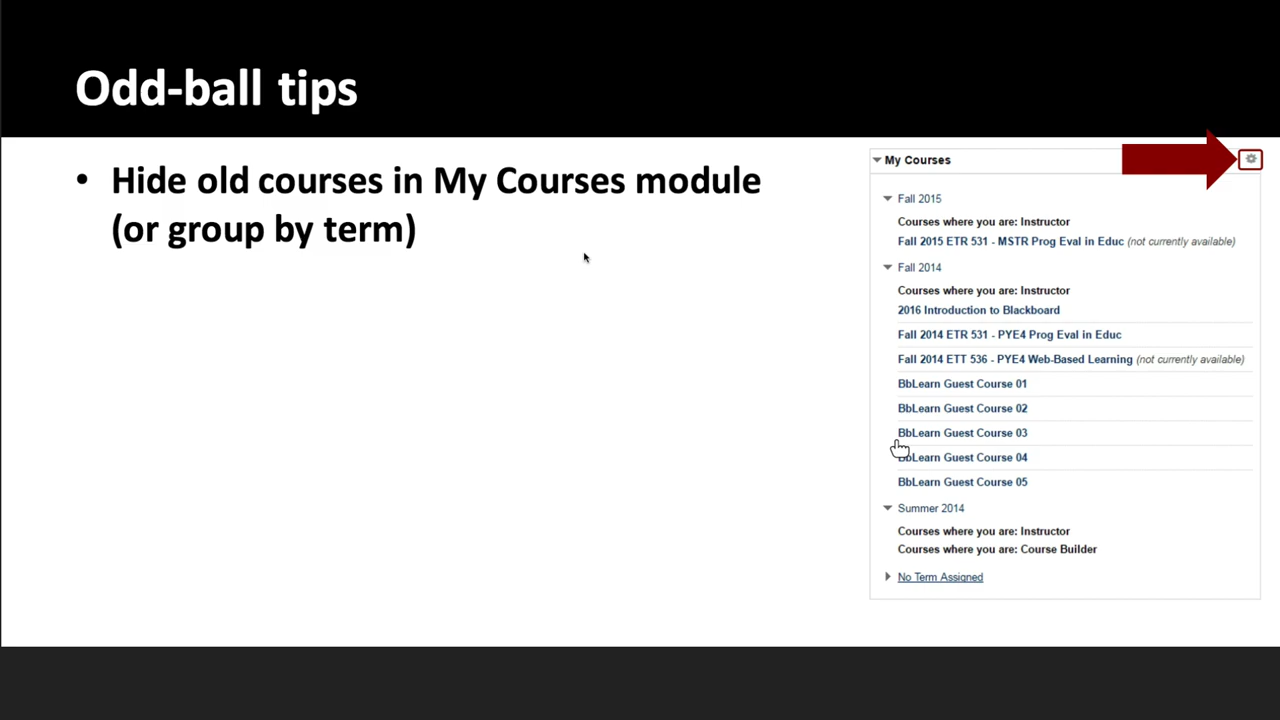 Odd-ball tips
• Hide old courses in My Courses module
(or group by term)
My Courses
Fall 2015
Courses where you are: Instructor
Fall 2015 ETR 531 - MSTR Prog Eval in Educ (not currently available)
Fall 2014
Courses where you are: Instructor
2016 Introduction to Blackboard
Fall 2014 ETR 531 - PYE4 Prog Eval in Educ
Fall 2014 ETT 536 - PYE4 Web-Based Learning (not currently available)
BbLearn Guest Course 01
BbLearn Guest Course 02
BbLearn Guest Course 03
BbLearn Guest Course 04
BbLearn Guest Course 05
Summer 2014
Courses where you are: Instructor
Courses where you are: Course Builder
No Term Assigned